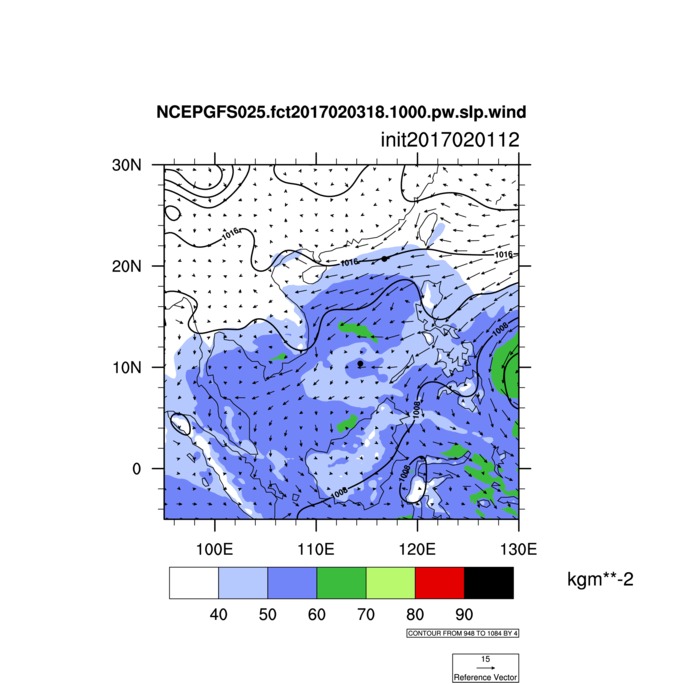 NCEPGFS025.fct2017020318.1000.pw.slp.wind
init2017020112
30N
1016
1016
1016
20N
1008
10N
1008
1008
0
1008
100E 110E 120E 130E
kgm**-2
40 50 60 70 80 90
CONTOUR FROM 948 TO 1084 BY 4
15
Reference Vector